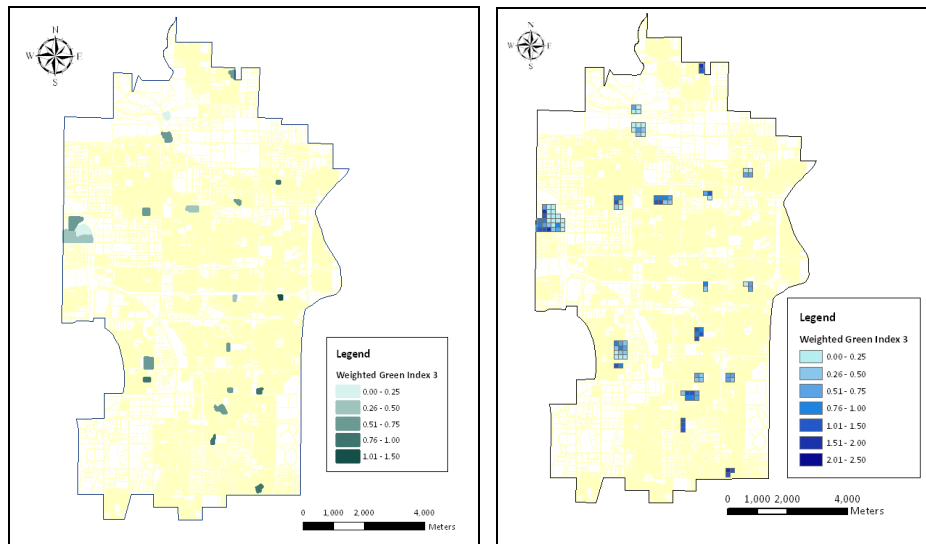 N
W E
S
Legend
Weighted Green Index 3
0.00 - 0.25
0.26 - 0.50
0.51 - 0.75
0.76 - 1.00
1.01 - 1.50
0 1,000 2,000 4,000
Meters
N
W E
S
Legend
Weighted Green Index 3
0.00 - 0.25
0.26 - 0.50
0.51 - 0.75
0.76 - 1.00
1.01 - 1.50
1.51 - 2.00
2.01 - 2.50
0 1,000 2,000 4,000
Meters